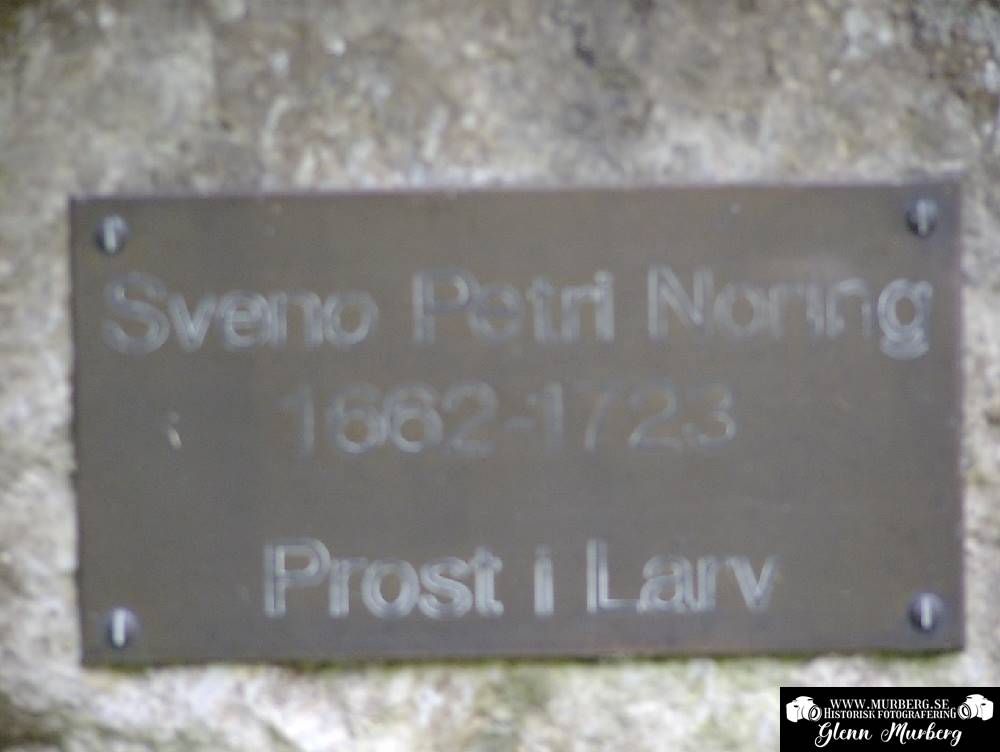 Sveno Petri Noring
1662-1723
Prost i Larv
WWW.MURBERG.SE
HISTORISK FOTOGRAFERING
Glenn Murberg